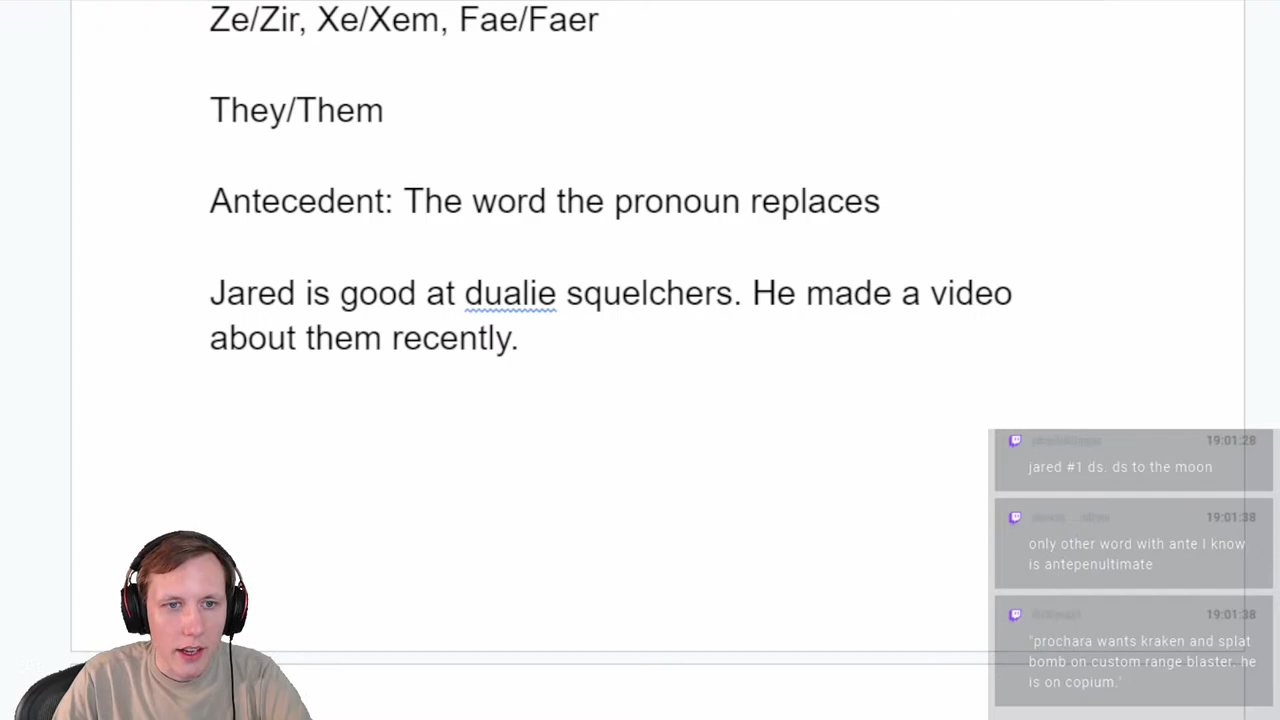 Ze/Zir, Xe/Xem, Fae/Faer
They/Them
Antecedent: The word the pronoun replaces
Jared is good at dualie squelchers. He made a video
about them recently.
19:01:28
jared #1 ds. ds to the moon
19:01:38
only other word with ante I know
is antepenultimate
19:01:38
"prochara wants kraken and splat
bomb on custom range blaster. he
is on copium."